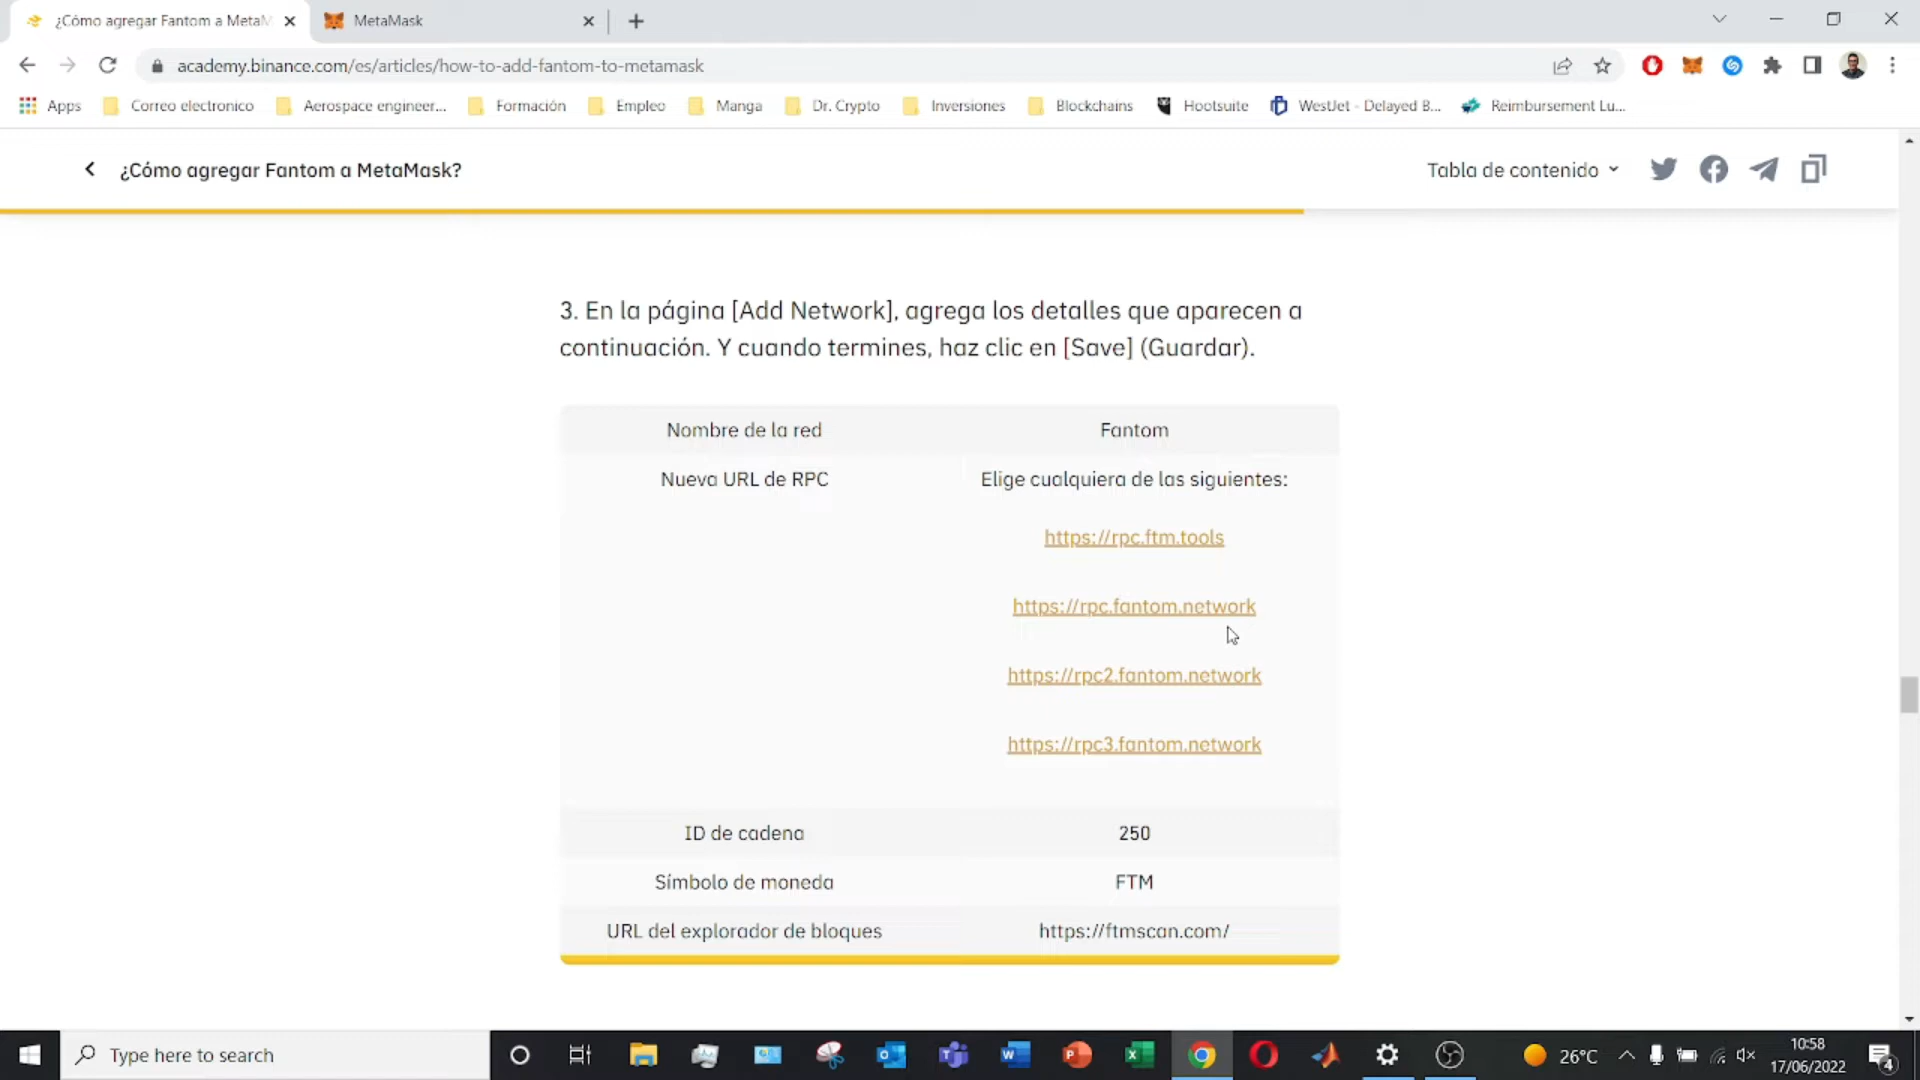 ¿Cómo agregar Fantom a MetaM
MetaMask
academy.binance.com/es/articles/how-to-add-fantom-to-metamask
Apps
Correo electronico
Aerospace engineer...
Formación
Empleo
Manga
Dr. Crypto
Inversiones
Blockchains
Hootsuite
WestJet - Delayed B...
Reimbursement Lu...
¿Cómo agregar Fantom a MetaMask?
Tabla de contenido
3. En la página [Add Network], agrega los detalles que aparecen a
continuación. Y cuando termines, haz clic en [Save] (Guardar).
Nombre de la red Fantom
Nueva URL de RPC Elige cualquiera de las siguientes:
https://rpc.ftm.tools
https://rpc.fantom.network
https://rpc2.fantom.network
https://rpc3.fantom.network
ID de cadena 250
Símbolo de moneda FTM
URL del explorador de bloques https://ftmscan.com/
Type here to search
26°C
10:58
17/06/2022
4